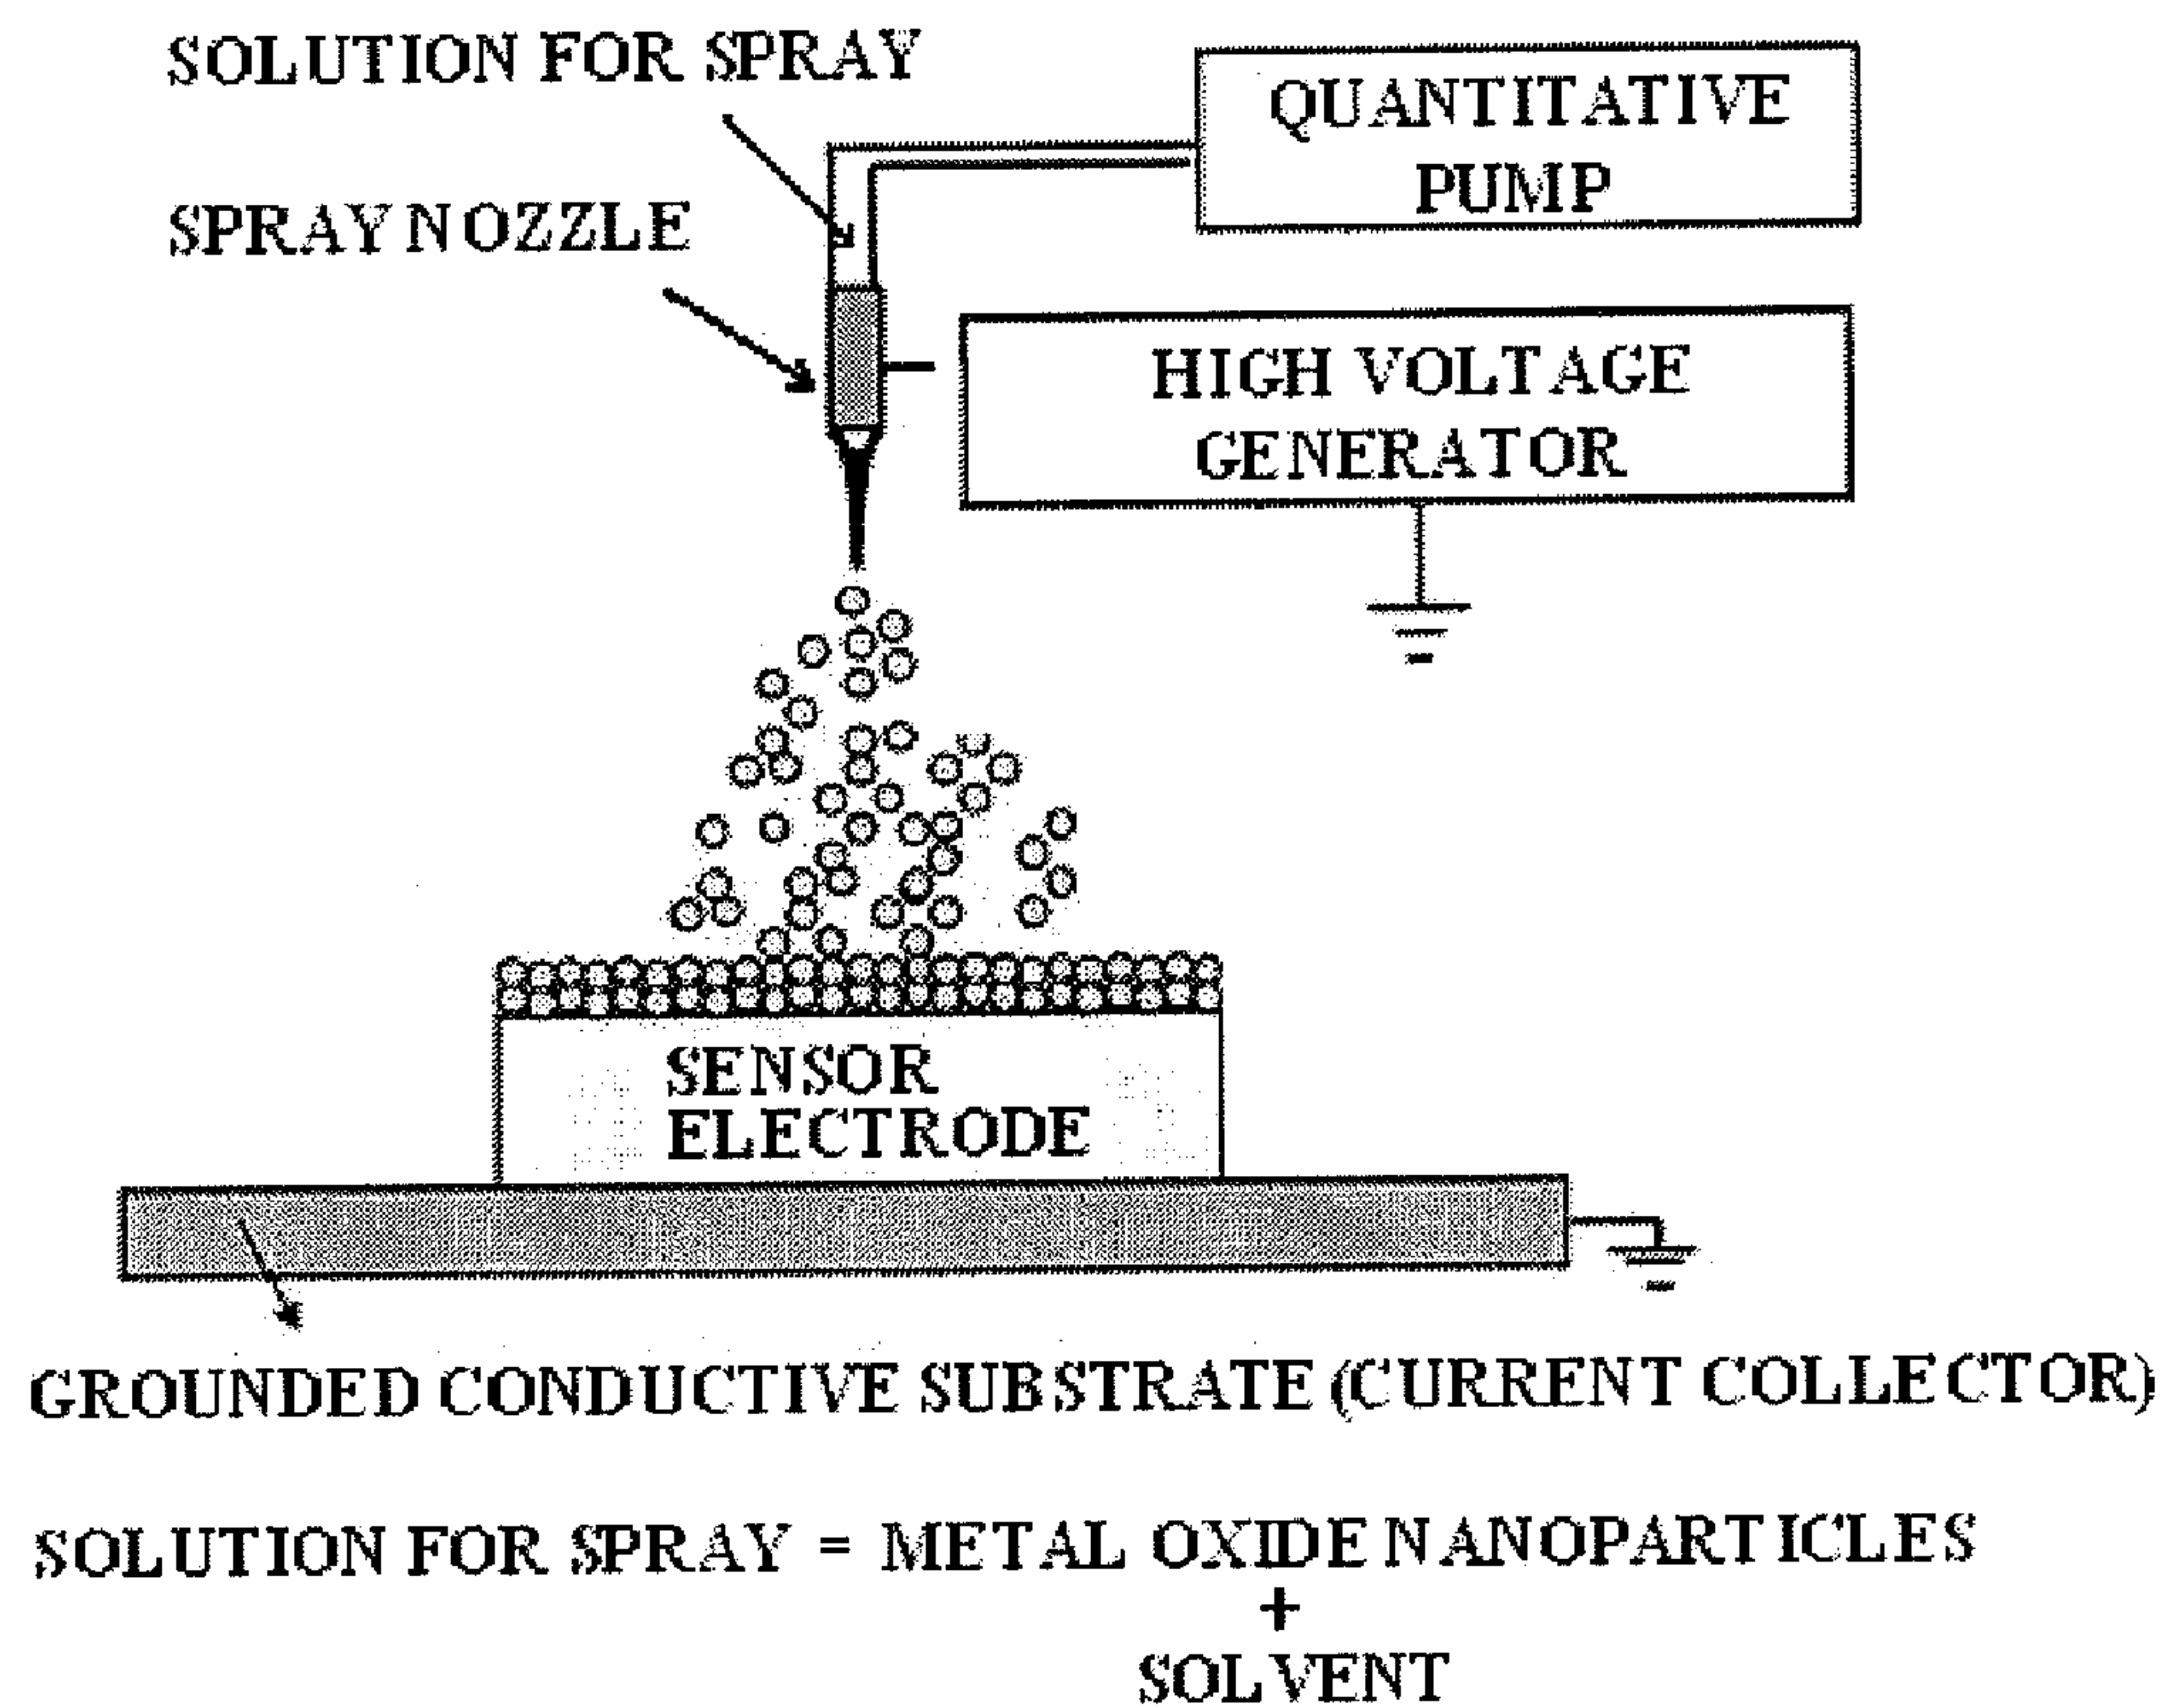 SOLUTION FOR SPRAY
QUANTITATIVE
PUMP
SPRAY NOZZLE
HIGH VOLTAGE
GENERATOR
SENSOR
ELECTRODE
GROUNDED CONDUCTIVE SUBSTRATE (CURRENT COLLECTOR)
SOLUTION FOR SPRAY = METAL OXIDE NANOPARTICLES
+
SOLVENT